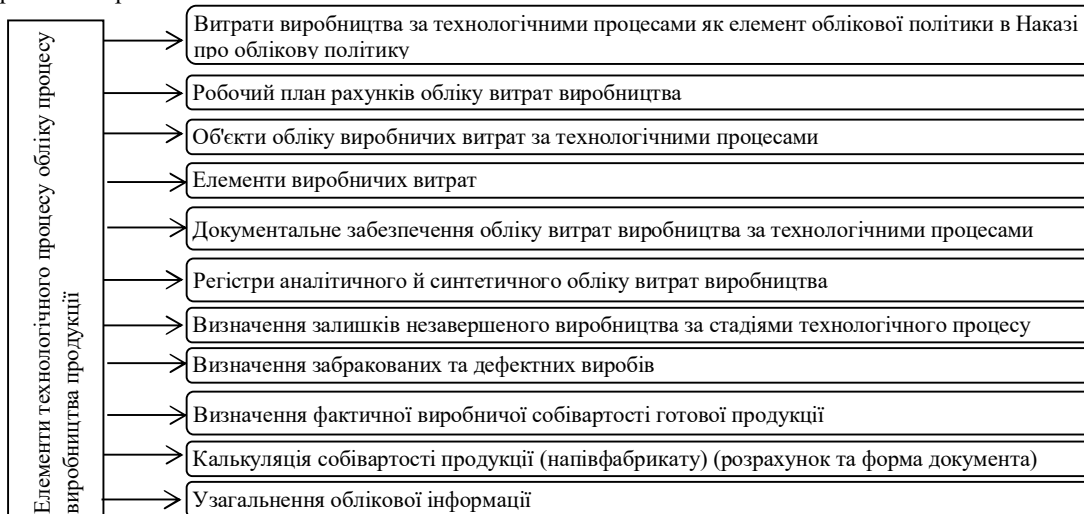 Елементи технологічного процесу обліку процесу
виробництва продукції
Витрати виробництва за технологічними процесами як елемент облікової політики в Наказі
про облікову політику
Робочий план рахунків обліку витрат виробництва
Об'єкти обліку виробничих витрат за технологічними процесами
Елементи виробничих витрат
Документальне забезпечення обліку витрат виробництва за технологічними процесами
Регістри аналітичного й синтетичного обліку витрат виробництва
Визначення залишків незавершеного виробництва за стадіями технологічного процесу
Визначення забракованих та дефектних виробів
Визначення фактичної виробничої собівартості готової продукції
Калькуляція собівартості продукції (напівфабрикату) (розрахунок та форма документа)
Узагальнення облікової інформації